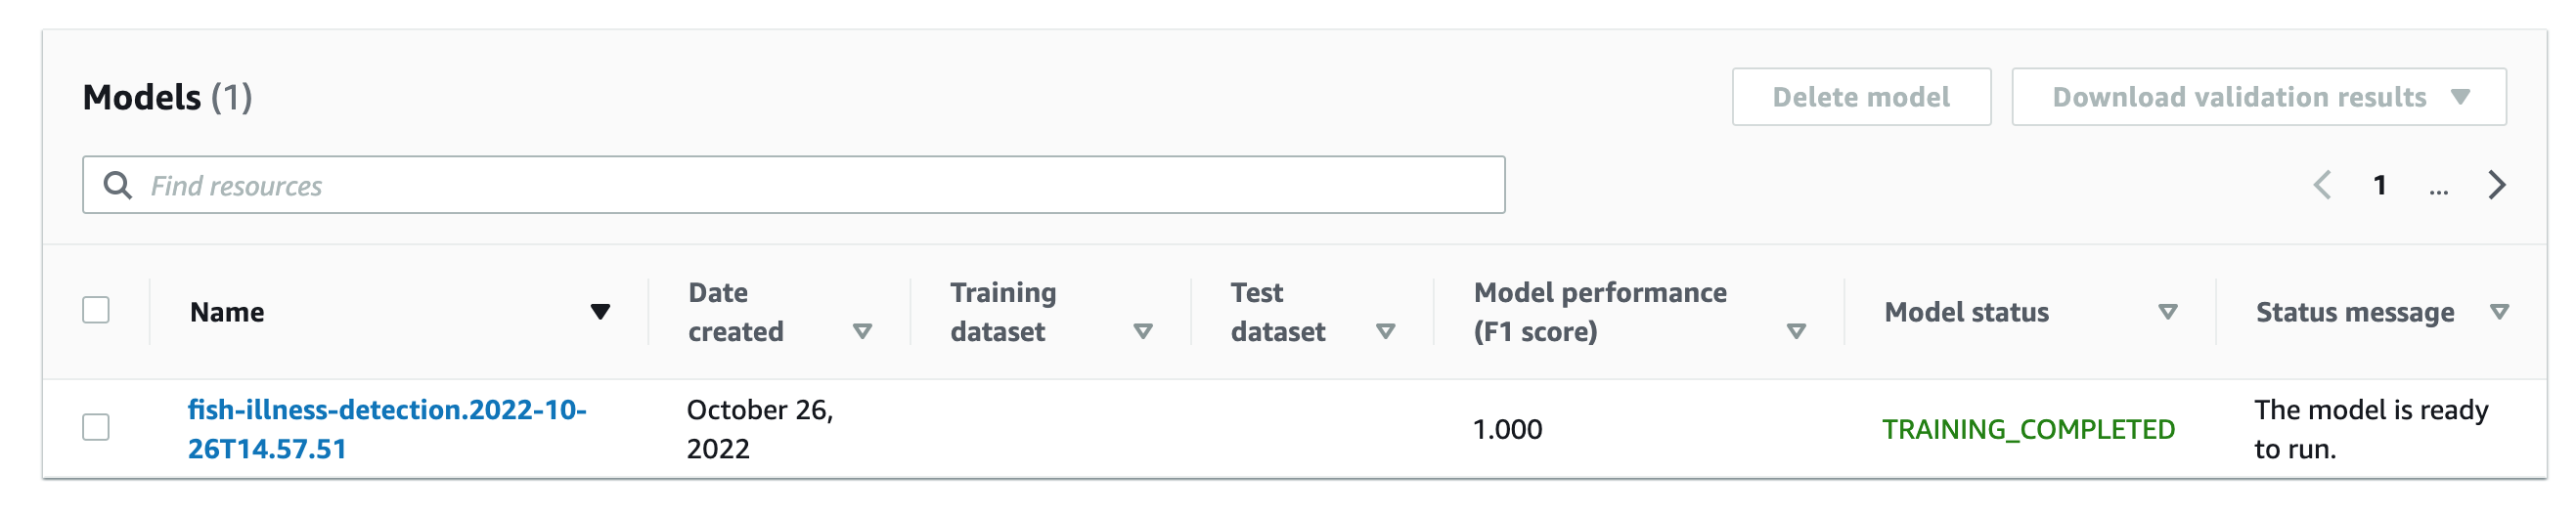 Models (1)
Delete model
Download validation results
Find resources
1 ...
Name
Date
created
Training
dataset
Test
dataset
Model performance
(F1 score)
Model status
Status message
fish-illness-detection.2022-10-
26T14.57.51
October 26,
2022
1.000
TRAINING_COMPLETED
The model is ready
to run.